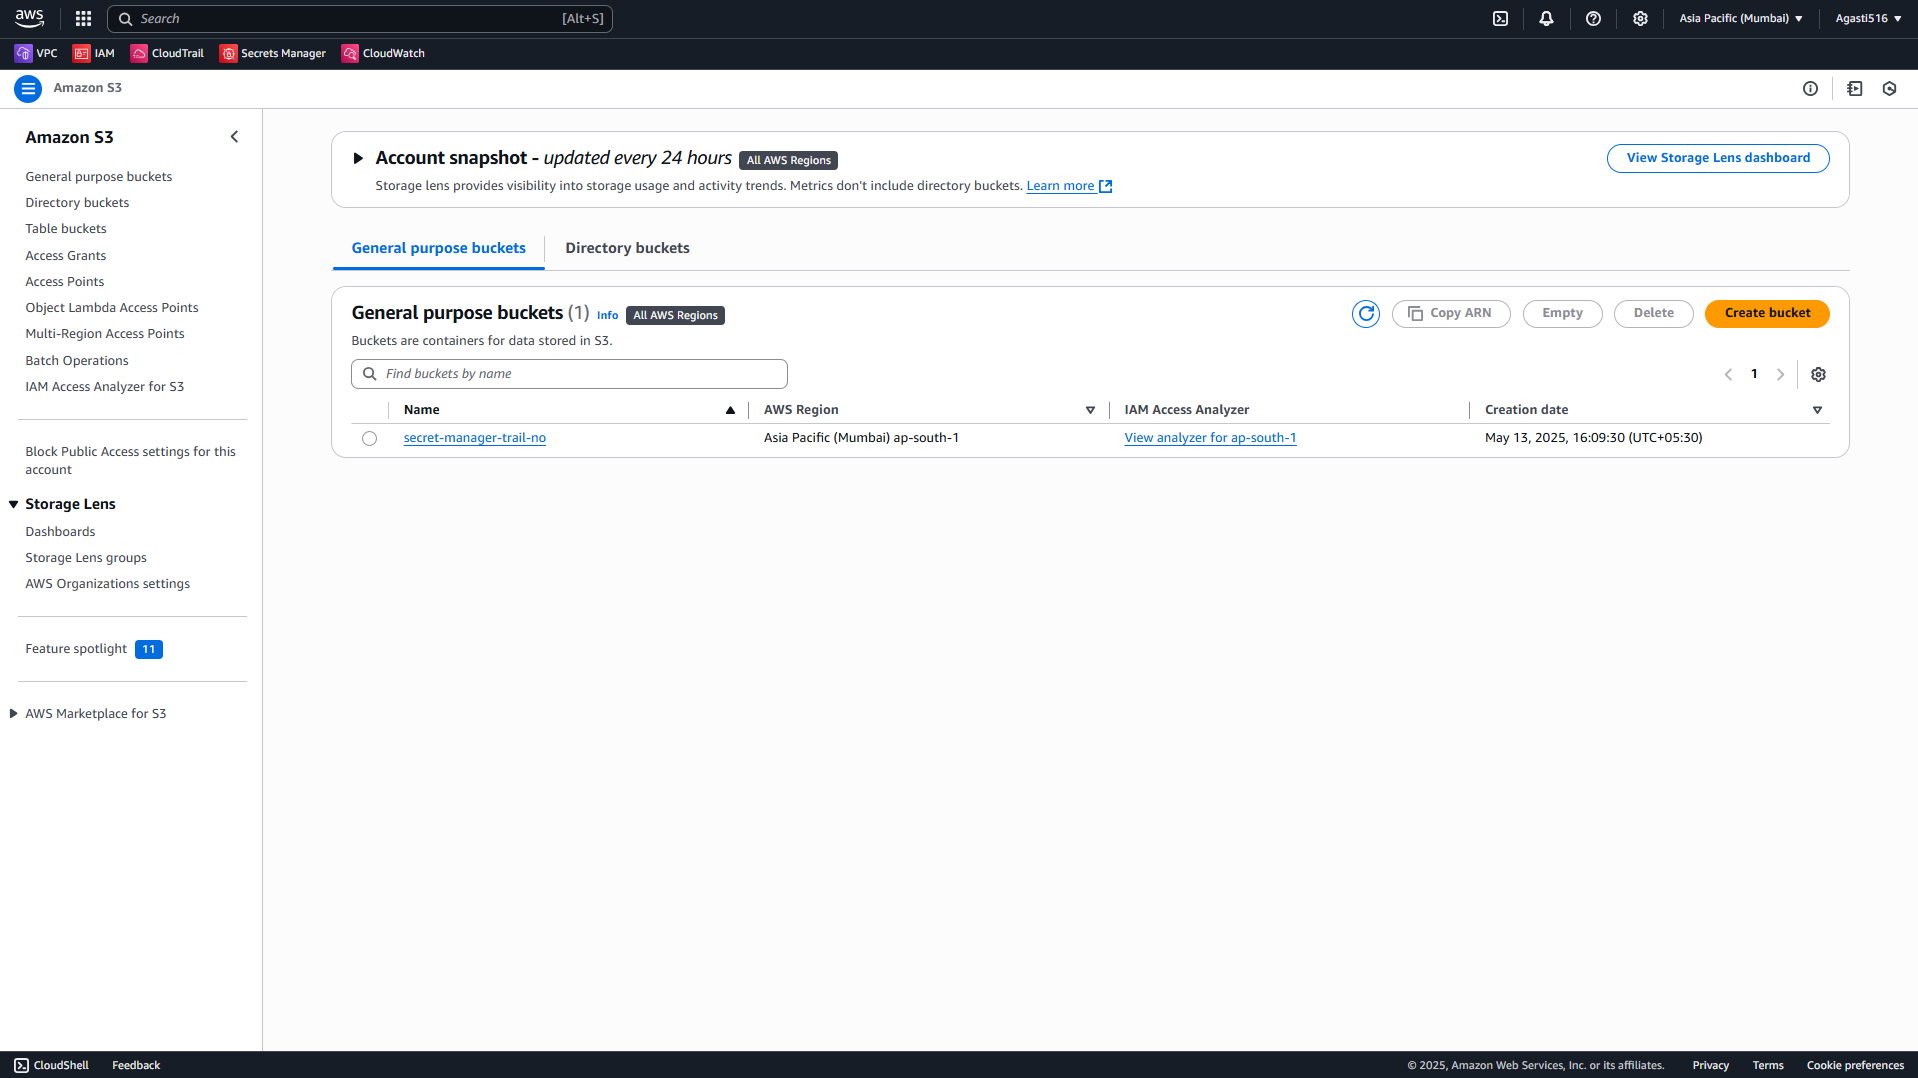 aws
Search [Alt+S]
Asia Pacific (Mumbai) Agasti516
VPC IAM CloudTrail Secrets Manager CloudWatch
Amazon S3
Amazon S3
General purpose buckets
Directory buckets
Table buckets
Access Grants
Access Points
Object Lambda Access Points
Multi-Region Access Points
Batch Operations
IAM Access Analyzer for S3
Block Public Access settings for this
account
Storage Lens
Dashboards
Storage Lens groups
AWS Organizations settings
Feature spotlight 11
AWS Marketplace for S3
Account snapshot - updated every 24 hours All AWS Regions
View Storage Lens dashboard
Storage lens provides visibility into storage usage and activity trends. Metrics don't include directory buckets. Learn more
General purpose buckets Directory buckets
General purpose buckets (1) Info All AWS Regions
Copy ARN Empty Delete Create bucket
Buckets are containers for data stored in S3.
Find buckets by name
1
Name AWS Region IAM Access Analyzer Creation date
secret-manager-trail-no Asia Pacific (Mumbai) ap-south-1 View analyzer for ap-south-1 May 13, 2025, 16:09:30 (UTC+05:30)
CloudShell Feedback
© 2025, Amazon Web Services, Inc. or its affiliates. Privacy Terms Cookie preferences